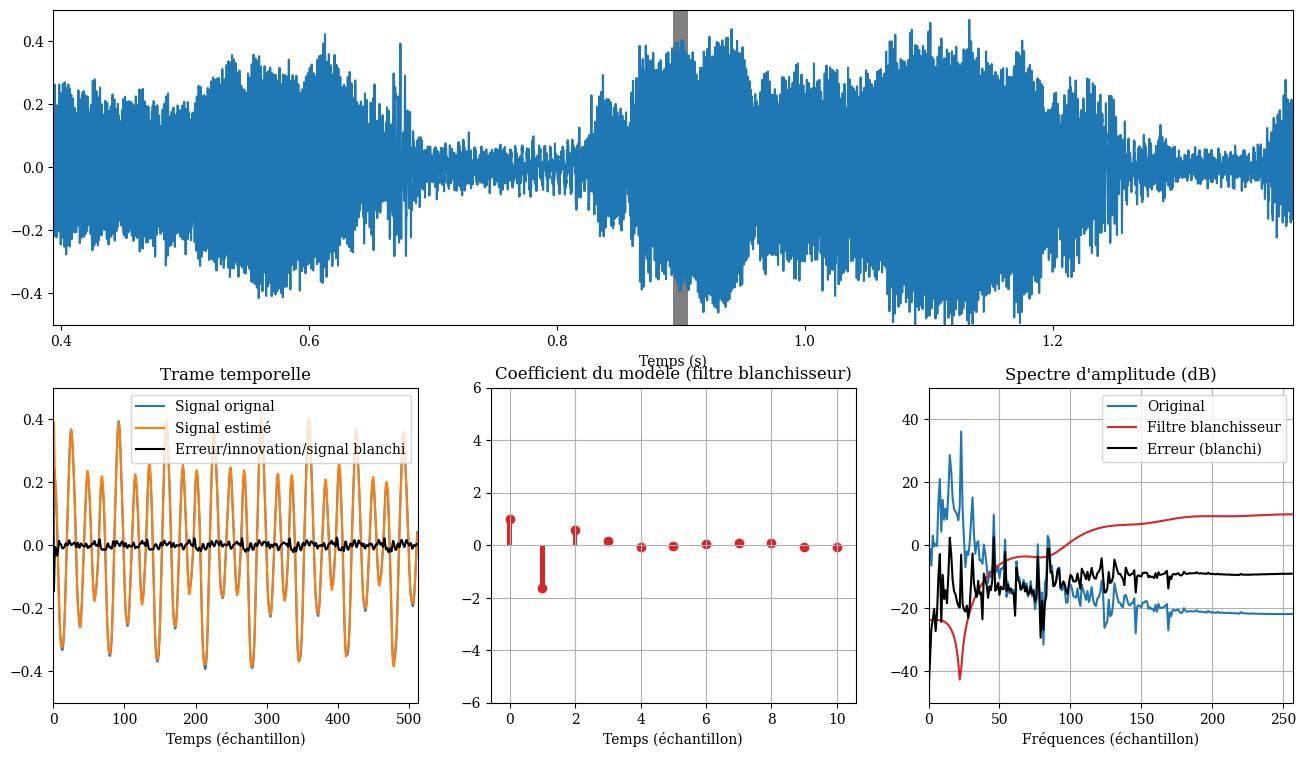 0.4
0.2
0.0
−0.2
−0.4
0.4 0.6 0.8 1.0 1.2
Temps (s)
Trame temporelle
Signal orignal
Signal estimé
Erreur/innovation/signal blanchi
0.4
0.2
0.0
−0.2
−0.4
0 100 200 300 400 500
Temps (échantillon)
Coefficient du modèle (filtre blanchisseur)
6
4
2
0
−2
−4
−6
0 2 4 6 8 10
Temps (échantillon)
Spectre d'amplitude (dB)
Original
Filtre blanchisseur
Erreur (blanchi)
40
20
0
−20
−40
0 50 100 150 200 250
Fréquences (échantillon)